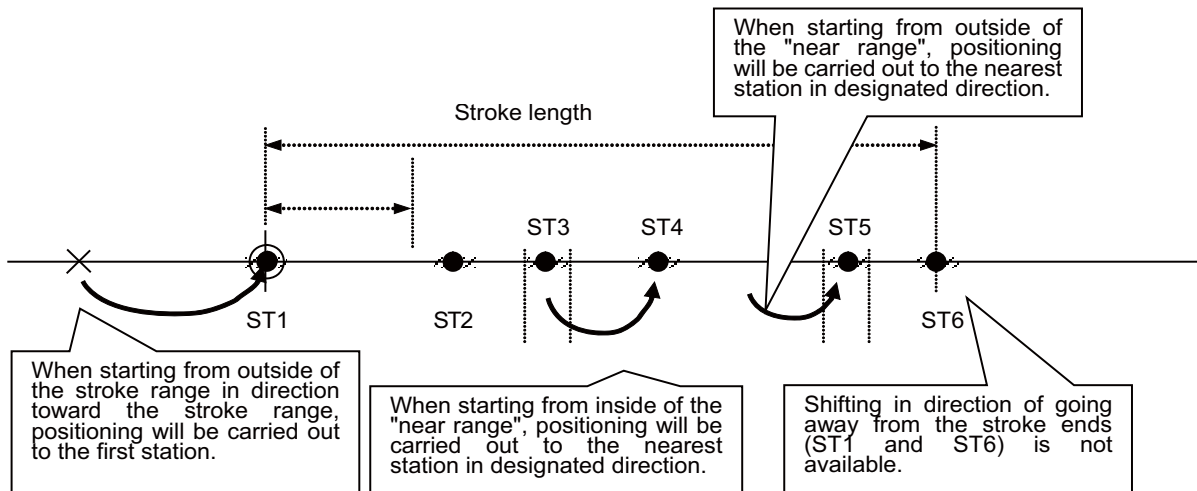 When starting from outside of
the "near range", positioning
will be carried out to the nearest
station in designated direction.
Stroke length
ST3
ST4
ST5
ST1
ST2
ST6
When starting from outside
of the stroke range in direction
toward the stroke range,
positioning will be carried out
to the first station.
When starting from inside of the
"near range", positioning will be
carried out to the nearest
station in designated direction.
Shifting in direction of going
away from the stroke ends
(ST1 and ST6) is not
available.